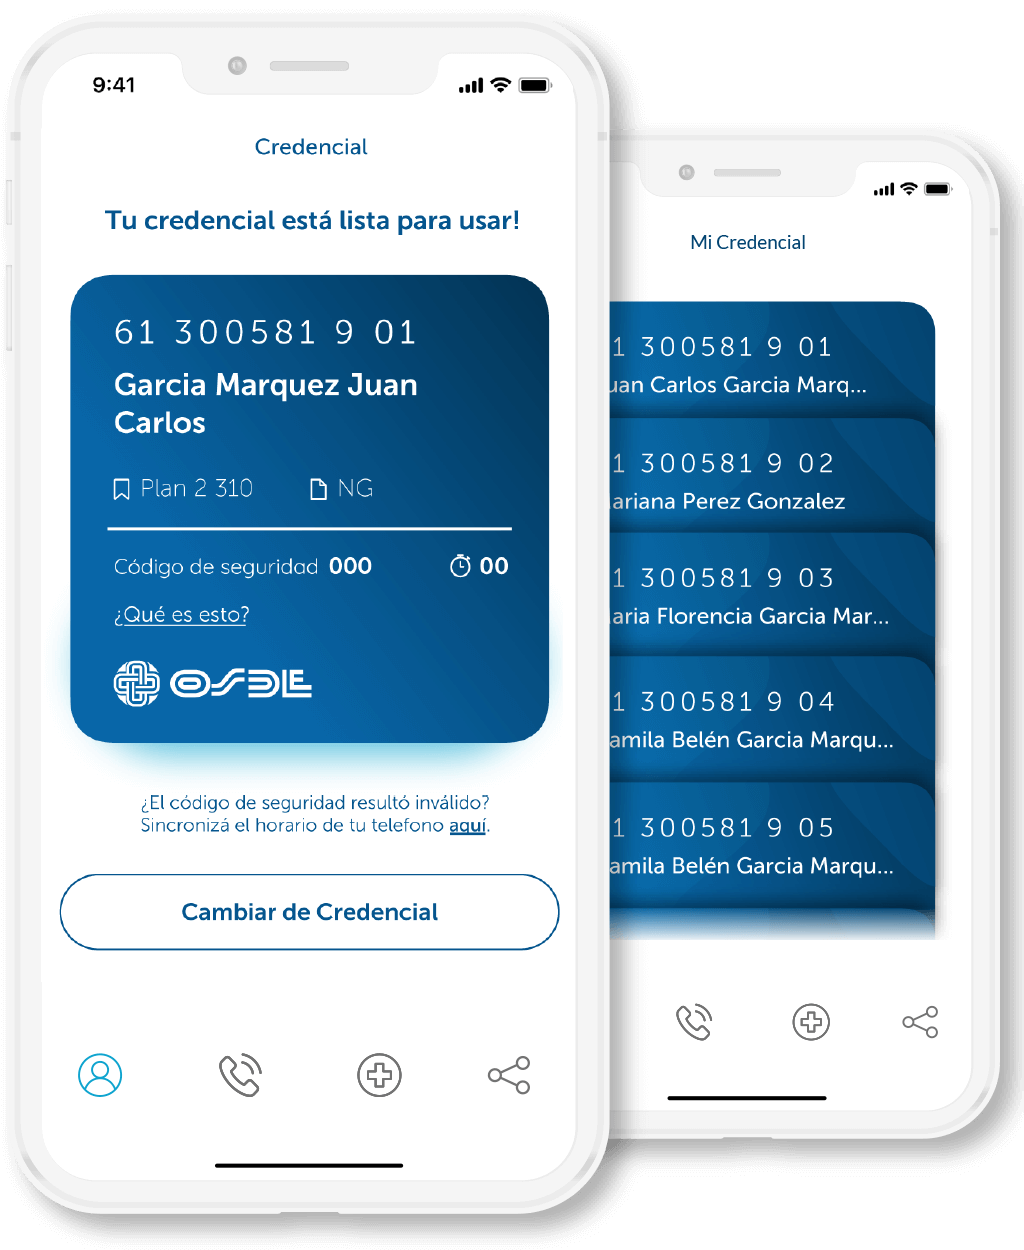 9:41
Credencial
Tu credencial está lista para usar!
61 300581 9 01
Garcia Marquez Juan
Carlos
Plan 2 310 NG
Código de seguridad 000 00
¿Qué es esto?
OSDE
¿El código de seguridad resultó inválido?
Sincronizá el horario de tu telefono aquí.
Cambiar de Credencial
Mi Credencial
1 300581 9 01
uan Carlos Garcia Marq...
1 300581 9 02
ariana Perez Gonzalez
1 300581 9 03
aria Florencia Garcia Mar...
1 300581 9 04
amila Belén Garcia Marqu...
1 300581 9 05
amila Belén Garcia Marqu...